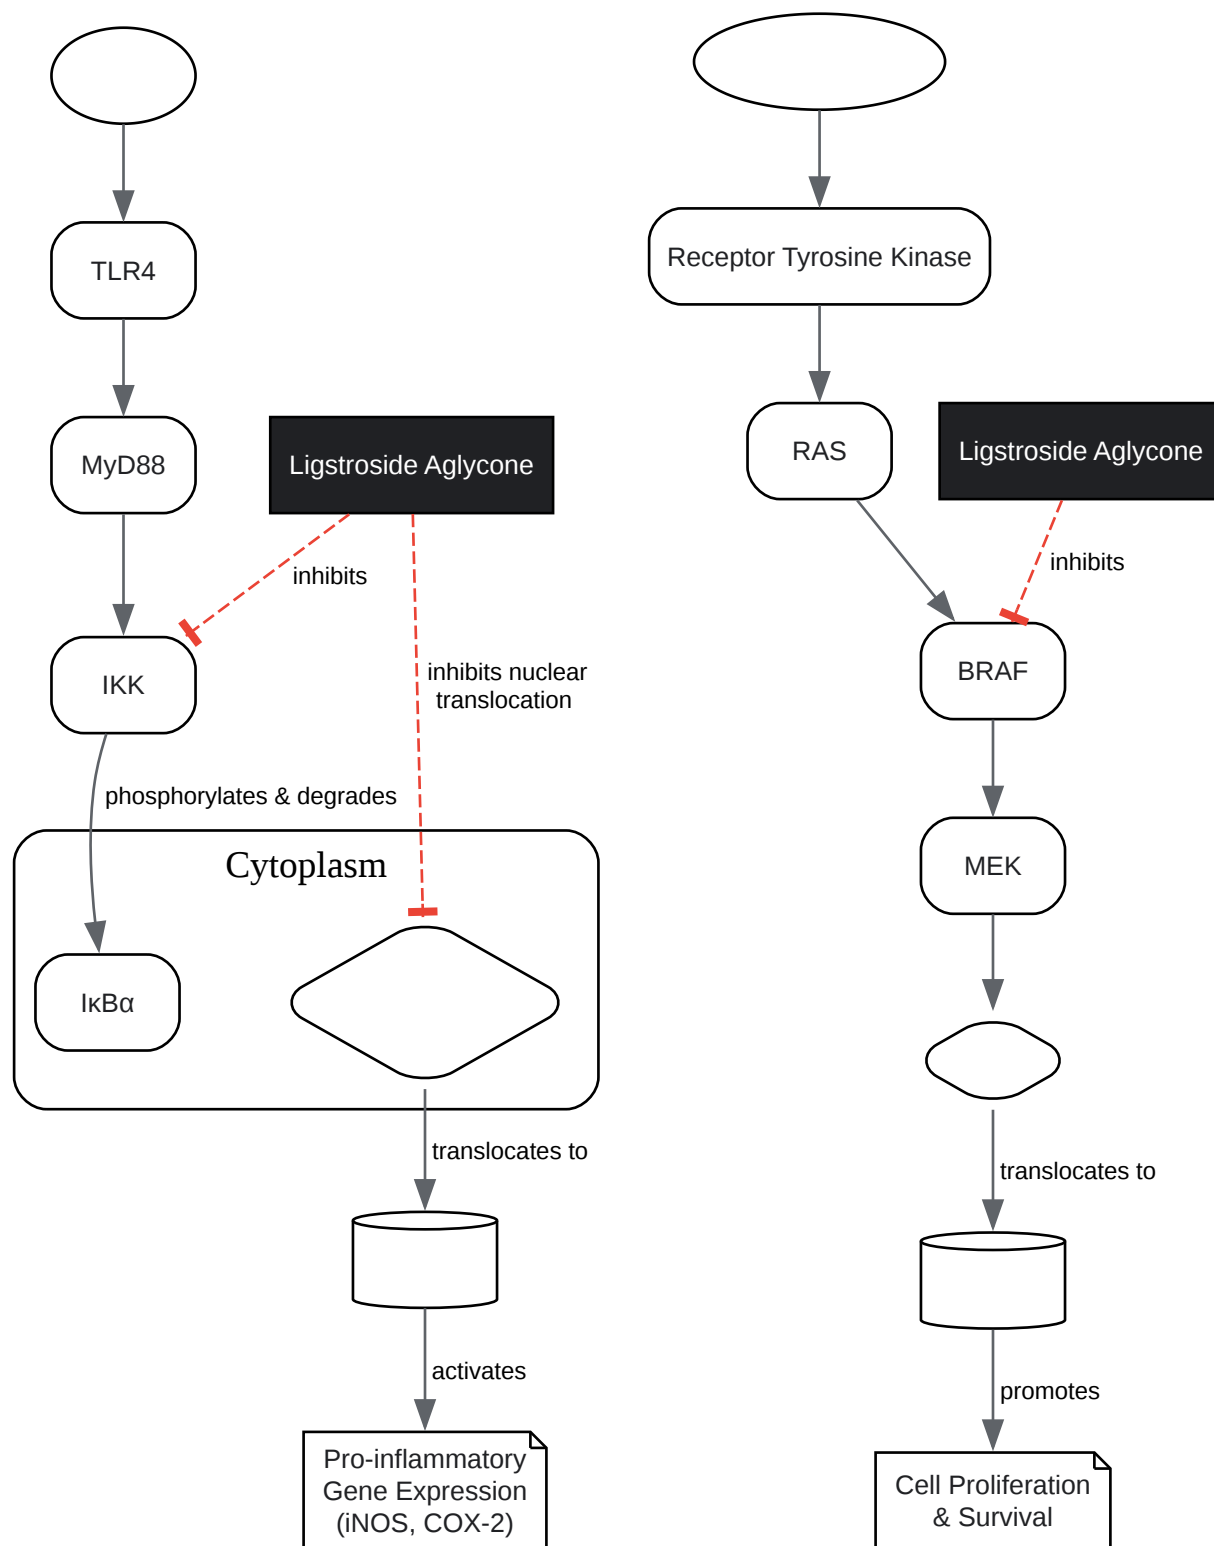 TLR4
MyD88
Ligstroside Aglycone
inhibits
inhibits nuclear
translocation
IKK
phosphorylates & degrades
Cytoplasm
IκBα
translocates to
activates
Pro-inflammatory
Gene Expression
(iNOS, COX-2)
Receptor Tyrosine Kinase
RAS
Ligstroside Aglycone
inhibits
BRAF
MEK
translocates to
promotes
Cell Proliferation
& Survival